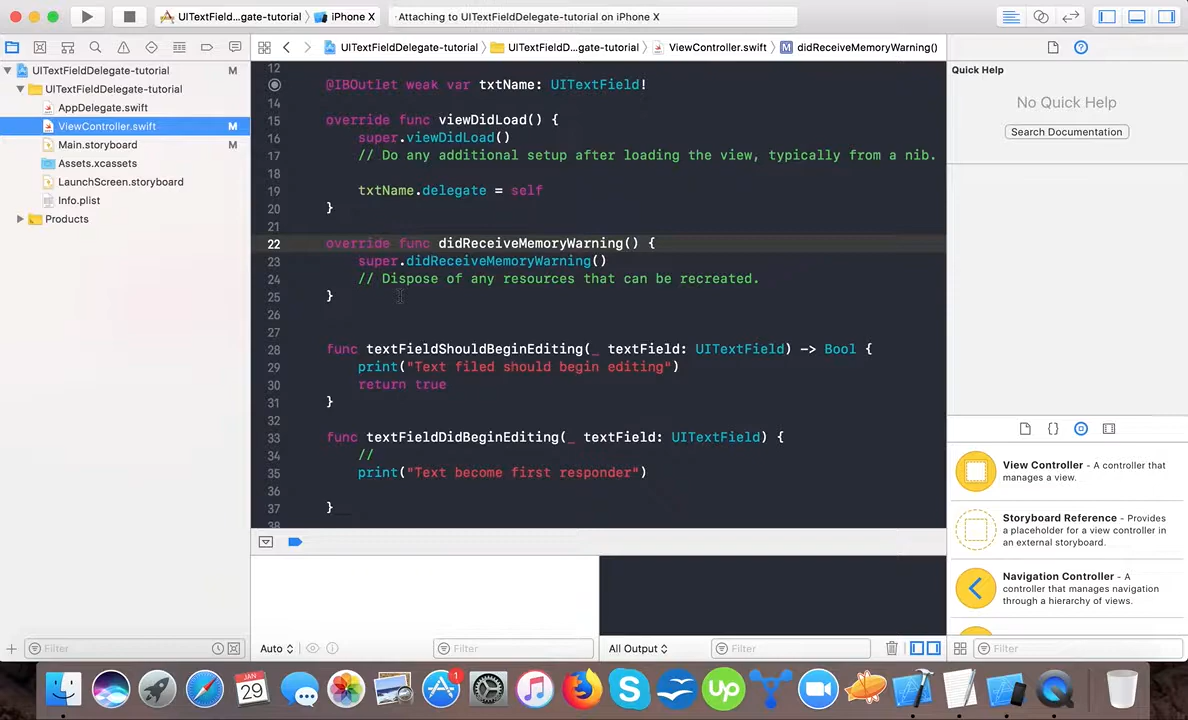 UITextField...gate-tutorial iPhone X
Attaching to UITextFieldDelegate-tutorial on iPhone X
UITextFieldDelegate-tutorial UITextFieldD...gate-tutorial ViewController.swift M didReceiveMemoryWarning()
UITextFieldDelegate-tutorial M
UITextFieldDelegate-tutorial
AppDelegate.swift
ViewController.swift M
Main.storyboard M
Assets.xcassets
LaunchScreen.storyboard
Info.plist
Products
12
@IBOutlet weak var txtName: UITextField!
14
15 override func viewDidLoad() {
16 super.viewDidLoad()
17 // Do any additional setup after loading the view, typically from a nib.
18
19 txtName.delegate = self
20 }
21
22 override func didReceiveMemoryWarning() {
23 super.didReceiveMemoryWarning()
24 // Dispose of any resources that can be recreated.
25 }
26
27
28 func textFieldShouldBeginEditing(_ textField: UITextField) -> Bool {
29 print("Text filed should begin editing")
30 return true
31 }
32
33 func textFieldDidBeginEditing(_ textField: UITextField) {
34 //
35 print("Text become first responder")
36
37 }
38
Quick Help
No Quick Help
Search Documentation
{}
View Controller - A controller that
manages a view.
Storyboard Reference - Provides
a placeholder for a view controller in
an external storyboard.
Navigation Controller - A
controller that manages navigation
through a hierarchy of views.
Filter
Auto
Filter
All Output
Filter
Filter
JAN
29
1
Up